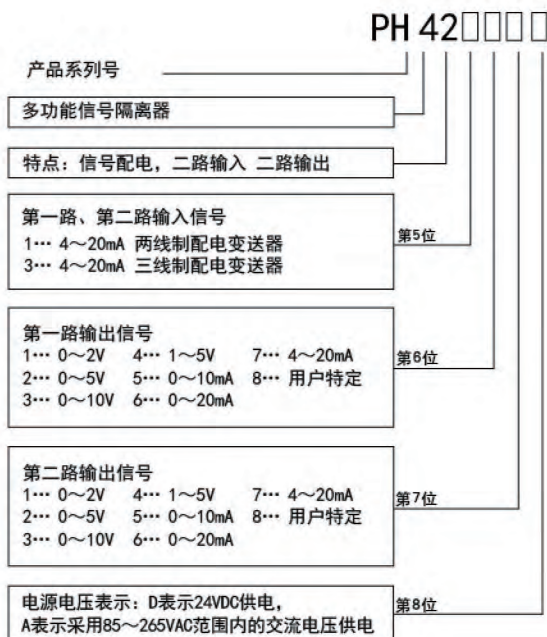 PH 42□□□□
产品系列号
多功能信号隔离器
特点：信号配电，二路输入 二路输出
第一路、第二路输入信号
1… 4～20mA 两线制配电变送器
3… 4～20mA 三线制配电变送器
第5位
第一路输出信号
1… 0～2V 4… 1～5V 7… 4～20mA
2… 0～5V 5… 0～10mA 8… 用户特定
3… 0～10V 6… 0～20mA
第6位
第二路输出信号
1… 0～2V 4… 1～5V 7… 4～20mA
2… 0～5V 5… 0～10mA 8… 用户特定
3… 0～10V 6… 0～20mA
第7位
电源电压表示：D表示24VDC供电，
A表示采用85～265VAC范围内的交流电压供电
第8位